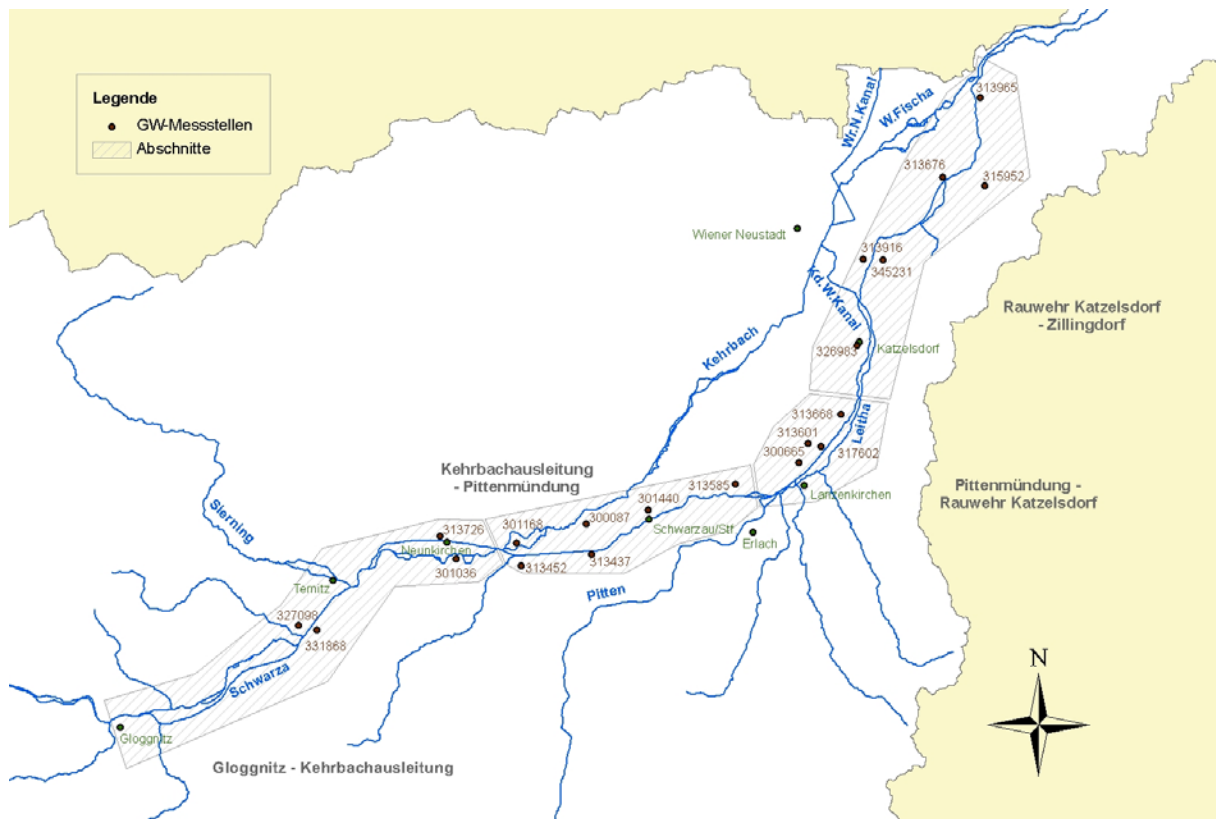 Legende
GW-Messstellen
Abschnitte
Wr.N.Kanal
W.Fischa
313965
313676
315952
Wiener Neustadt
313916
345231
Kd.W.Kanal
Rauwehr Katzelsdorf
- Zillingdorf
326983
Katzelsdorf
Kehrbach
Leitha
313668
313601
300665
317602
Kehrbachausleitung
- Pittenmündung
313585
Lanzenkirchen
Pittenmündung -
Rauwehr Katzelsdorf
301440
300087
Schwarzau/Stf
Erlach
Sierning
313726
301168
Neunkirchen
301036
313452
313437
Ternitz
Pitten
327098
331868
Schwarza
Gloggnitz
Gloggnitz - Kehrbachausleitung
N